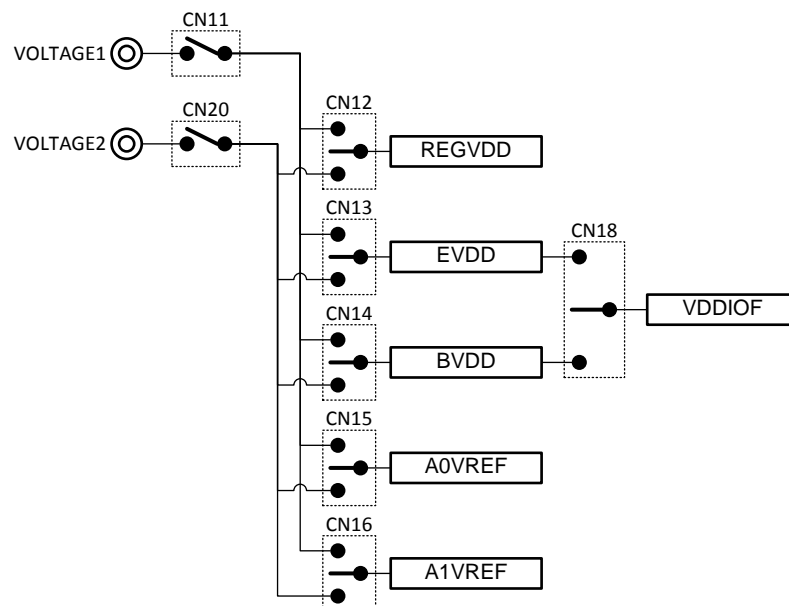 CN11
VOLTAGE1
CN20
VOLTAGE2
CN12
REGVDD
CN13
EVDD
CN18
VDDIOF
CN14
BVDD
CN15
A0VREF
CN16
A1VREF